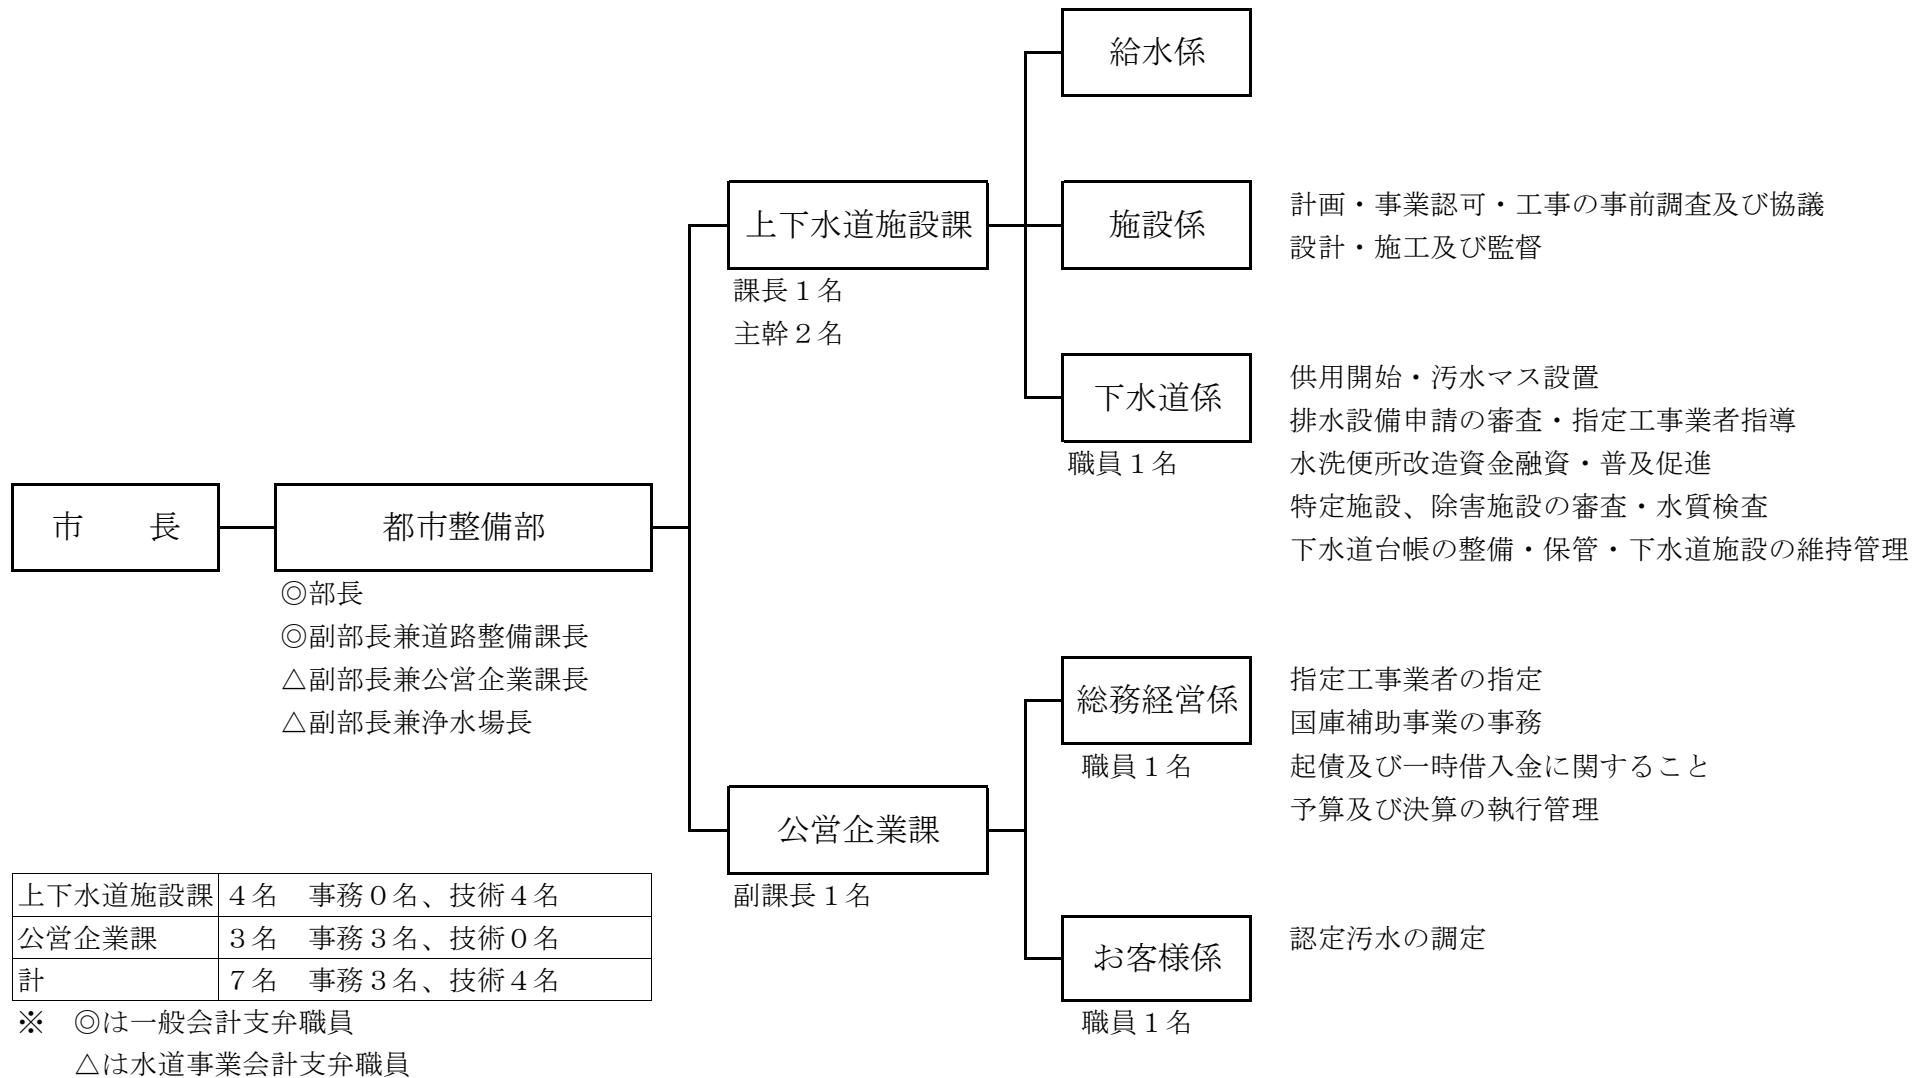 給水係
上下水道施設課
課長１名
主幹２名
施設係
計画・事業認可・工事の事前調査及び協議
設計・施工及び監督
下水道係
職員１名
供用開始・汚水マス設置
排水設備申請の審査・指定工事業者指導
水洗便所改造資金融資・普及促進
特定施設、除害施設の審査・水質検査
下水道台帳の整備・保管・下水道施設の維持管理
市　　長
都市整備部
◎部長
◎副部長兼道路整備課長
△副部長兼公営企業課長
△副部長兼浄水場長
総務経営係
職員１名
指定工事業者の指定
国庫補助事業の事務
起債及び一時借入金に関すること
予算及び決算の執行管理
公営企業課
副課長１名
お客様係
職員１名
認定汚水の調定
上下水道施設課 ４名　事務０名、技術４名
公営企業課 ３名　事務３名、技術０名
計 ７名　事務３名、技術４名
※　◎は一般会計支弁職員
△は水道事業会計支弁職員